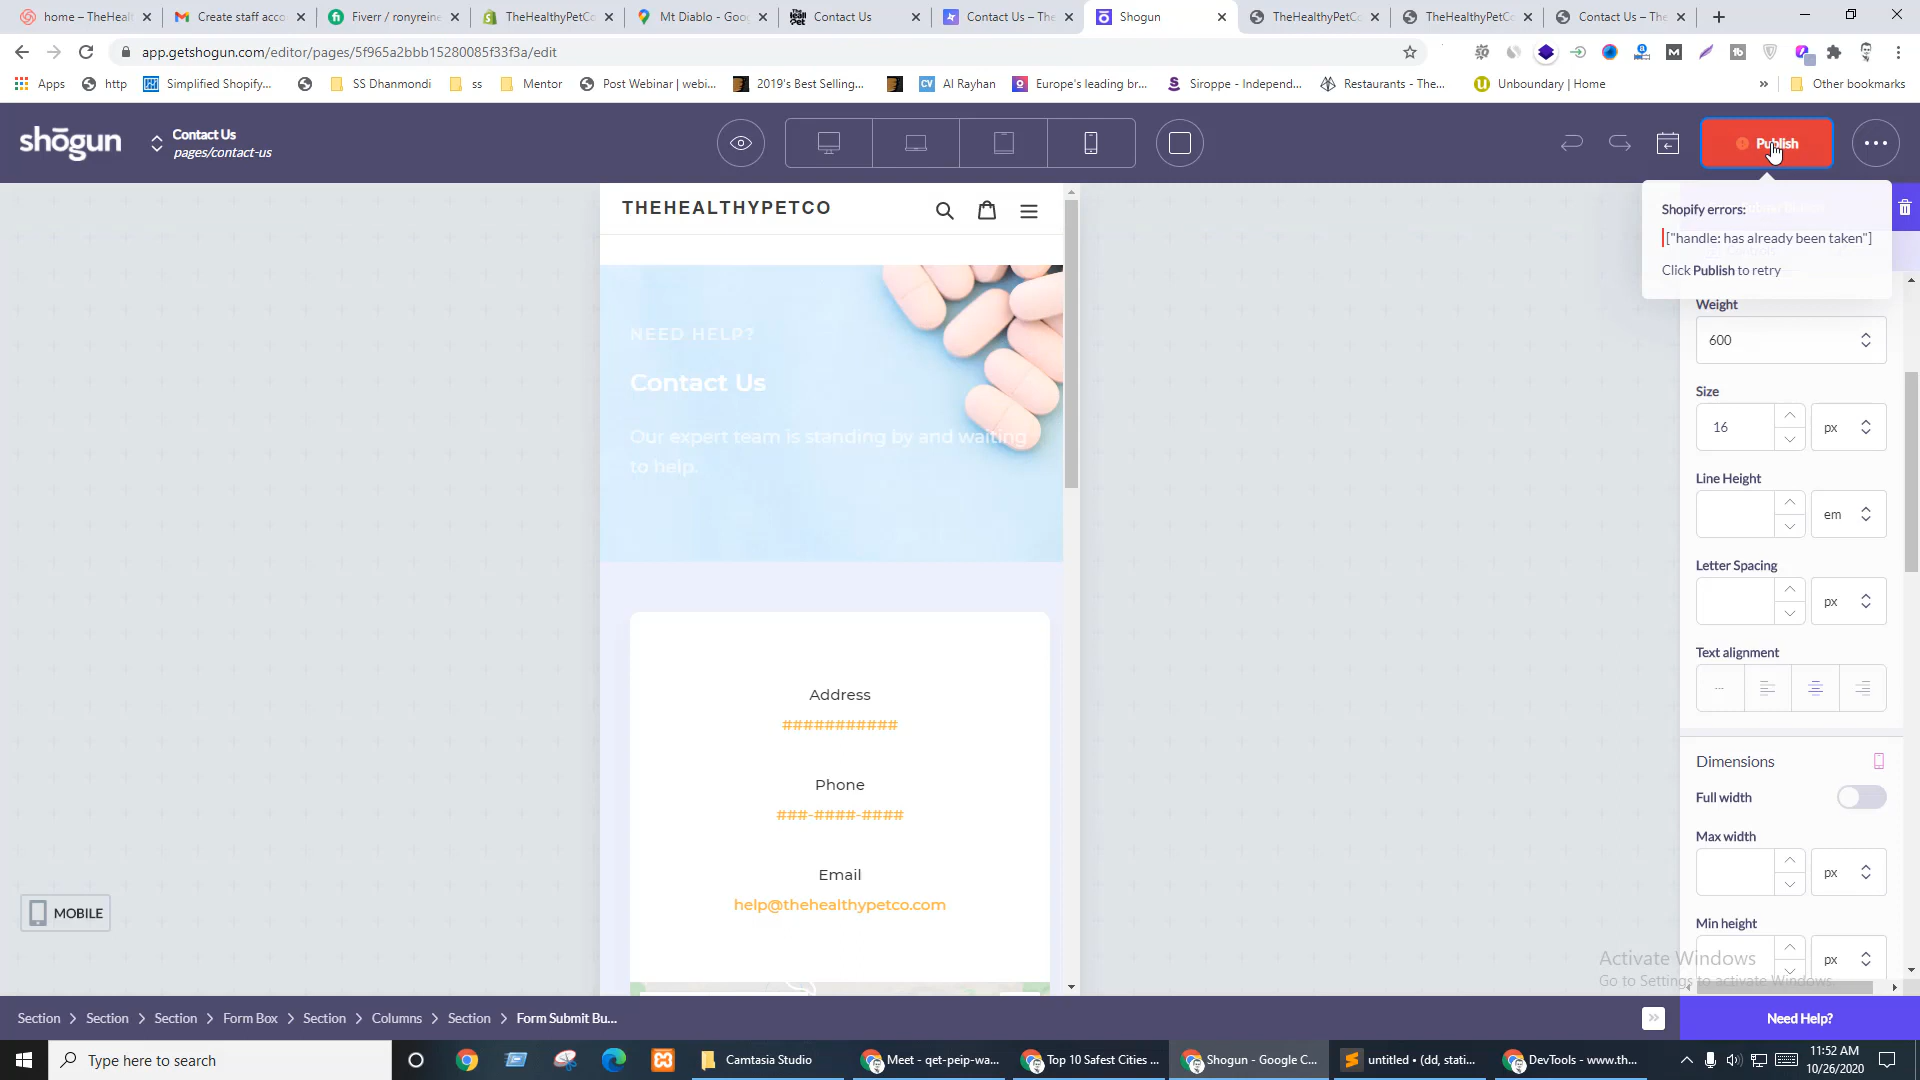 home – TheHeal
Create staff acco
Fiverr / ronyreine
TheHealthyPetCo
Mt Diablo - Goog
Contact Us
Contact Us – The
Shogun
TheHealthyPetCo
TheHealthyPetCo
Contact Us – The
app.getshogun.com/editor/pages/5f965a2bbb15280085f33f3a/edit
Apps
http
Simplified Shopify...
SS Dhanmondi
ss
Mentor
Post Webinar | webi...
2019's Best Selling...
Al Rayhan
Europe's leading br...
Siroppe - Independ...
Restaurants - The...
Unboundary | Home
Other bookmarks
shōgun
Contact Us
pages/contact-us
Publish
Shopify errors:
["handle: has already been taken"]
Click Publish to retry
THEHEALTHYPETCO
NEED HELP?
Contact Us
Our expert team is standing by and waiting
to help.
Address
###########
Phone
###-####-####
Email
help@thehealthypetco.com
Weight
600
Size
16
px
Line Height
em
Letter Spacing
px
Text alignment
...
Dimensions
Full width
Max width
px
Min height
px
MOBILE
Activate Windows
Go to Settings to activate Windows.
Section
Section
Section
Form Box
Section
Columns
Section
Form Submit Bu...
Need Help?
Type here to search
Camtasia Studio
Meet - qet-peip-wa...
Top 10 Safest Cities ...
Shogun - Google C...
untitled • (dd, stati...
DevTools - www.th...
11:52 AM
10/26/2020